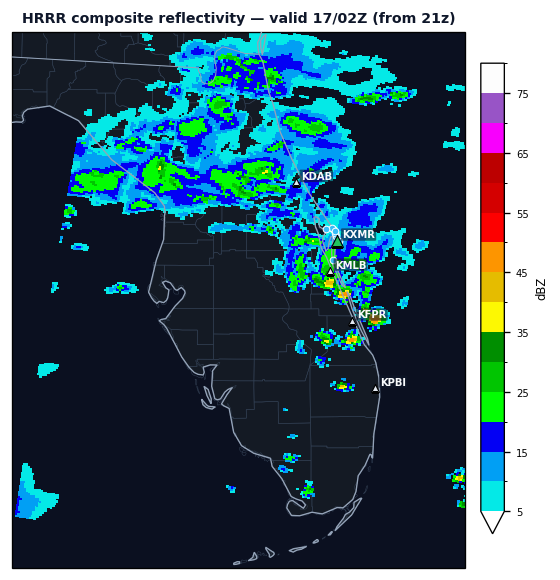 HRRR composite reflectivity — valid 17/02Z (from 21z)
KDAB
KXMR
KMLB
KFPR
KPBI
75
65
55
45
35
25
15
5
dBZ